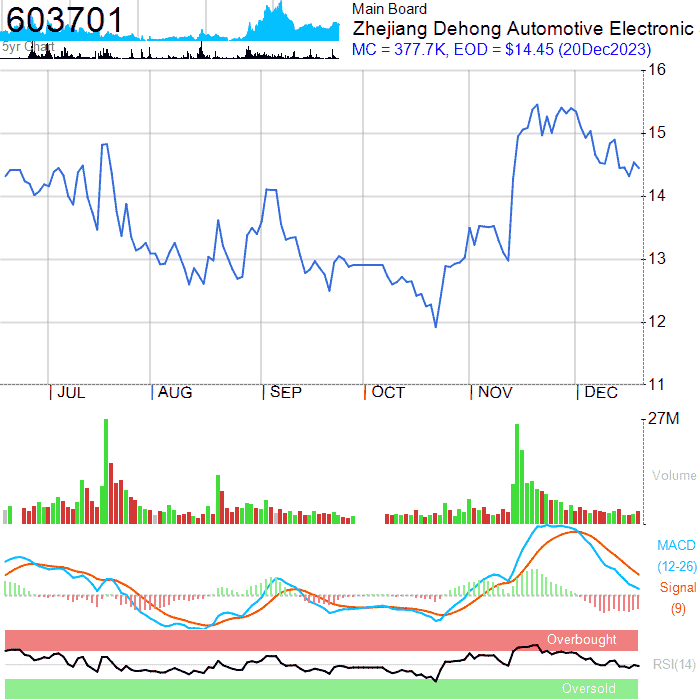 603701
5yr Chart
Main Board
Zhejiang Dehong Automotive Electronic
MC = 377.7K, EOD = $14.45 (20Dec2023)
16
15
14
13
12
11
JUL AUG SEP OCT NOV DEC
27M
Volume
MACD
(12-26)
Signal
(9)
Overbought
RSI(14)
Oversold